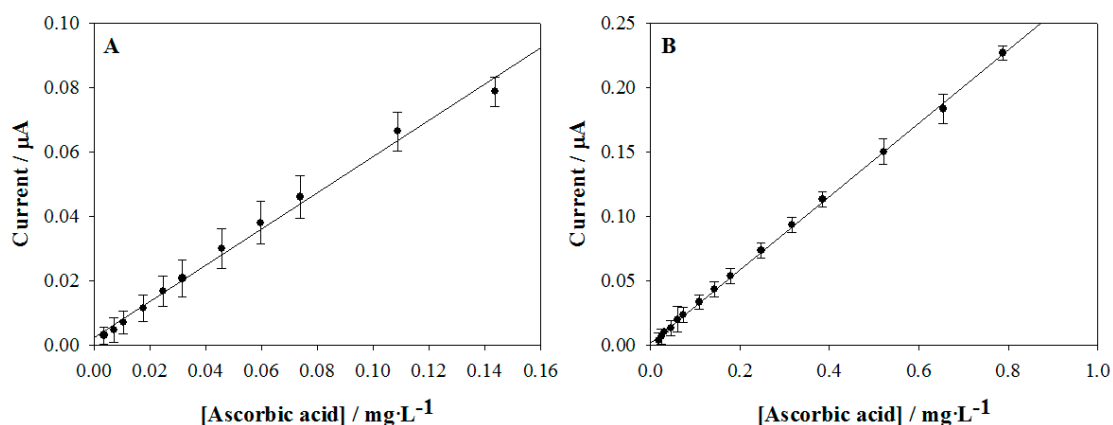 A
Current / µA
0.10
0.08
0.06
0.04
0.02
0.00
0.00 0.02 0.04 0.06 0.08 0.10 0.12 0.14 0.16
[Ascorbic acid] / mg·L-1
B
Current / µA
0.25
0.20
0.15
0.10
0.05
0.00
0.0 0.2 0.4 0.6 0.8 1.0
[Ascorbic acid] / mg·L-1